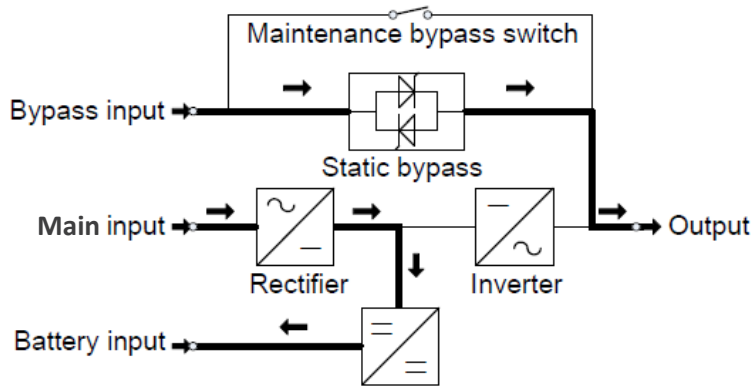 Maintenance bypass switch
Bypass input
Static bypass
Main input
Output
Rectifier
Inverter
Battery input